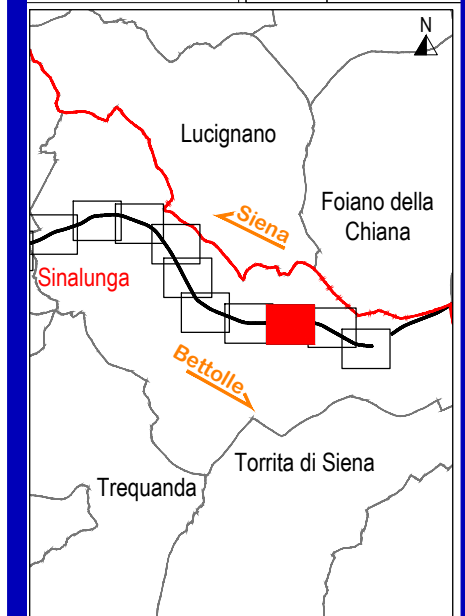 N
Lucignano
Siena
Foiano della
Chiana
Sinalunga
Bettolle
Torrita di Siena
Trequanda